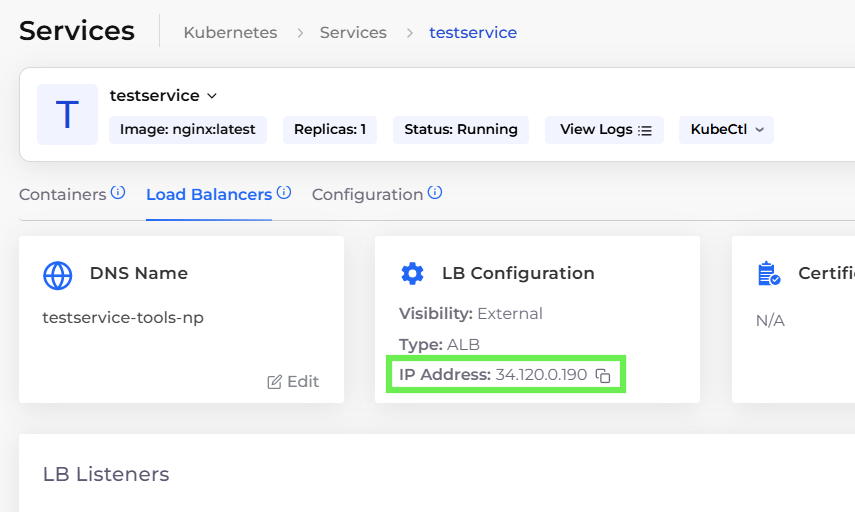 Services Kubernetes > Services > testservice
T
testservice
Image: nginx:latest Replicas: 1 Status: Running View Logs KubeCtl
Containers Load Balancers Configuration
DNS Name
testservice-tools-np
Edit
LB Configuration
Visibility: External
Type: ALB
IP Address: 34.120.0.190
Certifi
N/A
LB Listeners